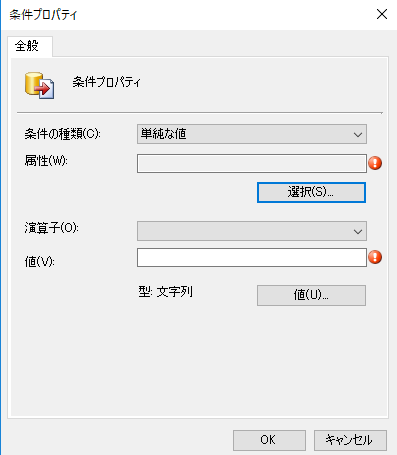 条件プロパティ
全般
条件プロパティ
条件の種類(C):
単純な値
属性(W):
選択(S)...
演算子(O):
値(V):
型: 文字列
値(U)...
OK
キャンセル